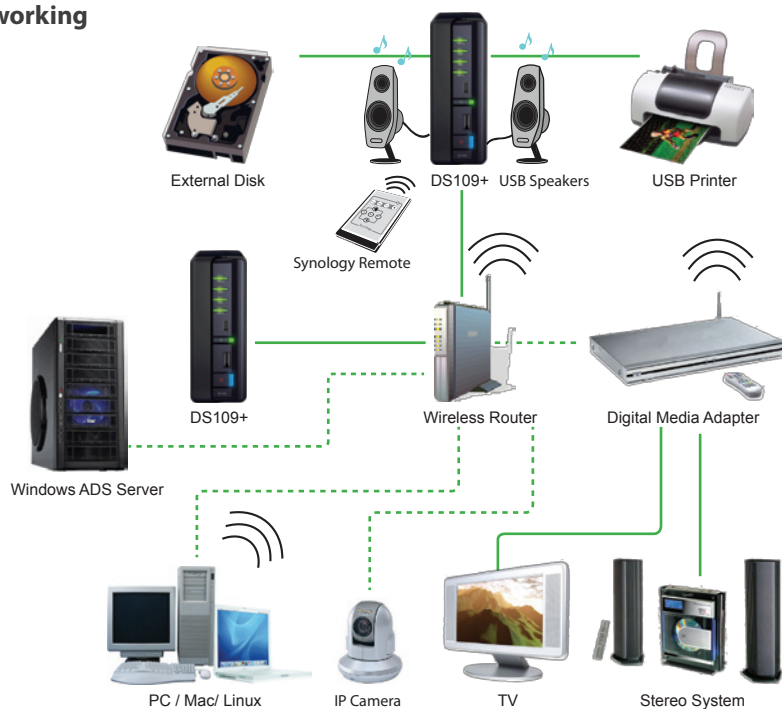 working
External Disk
DS109+
USB Speakers
USB Printer
Synology Remote
DS109+
Wireless Router
Digital Media Adapter
Windows ADS Server
PC / Mac/ Linux
IP Camera
TV
Stereo System